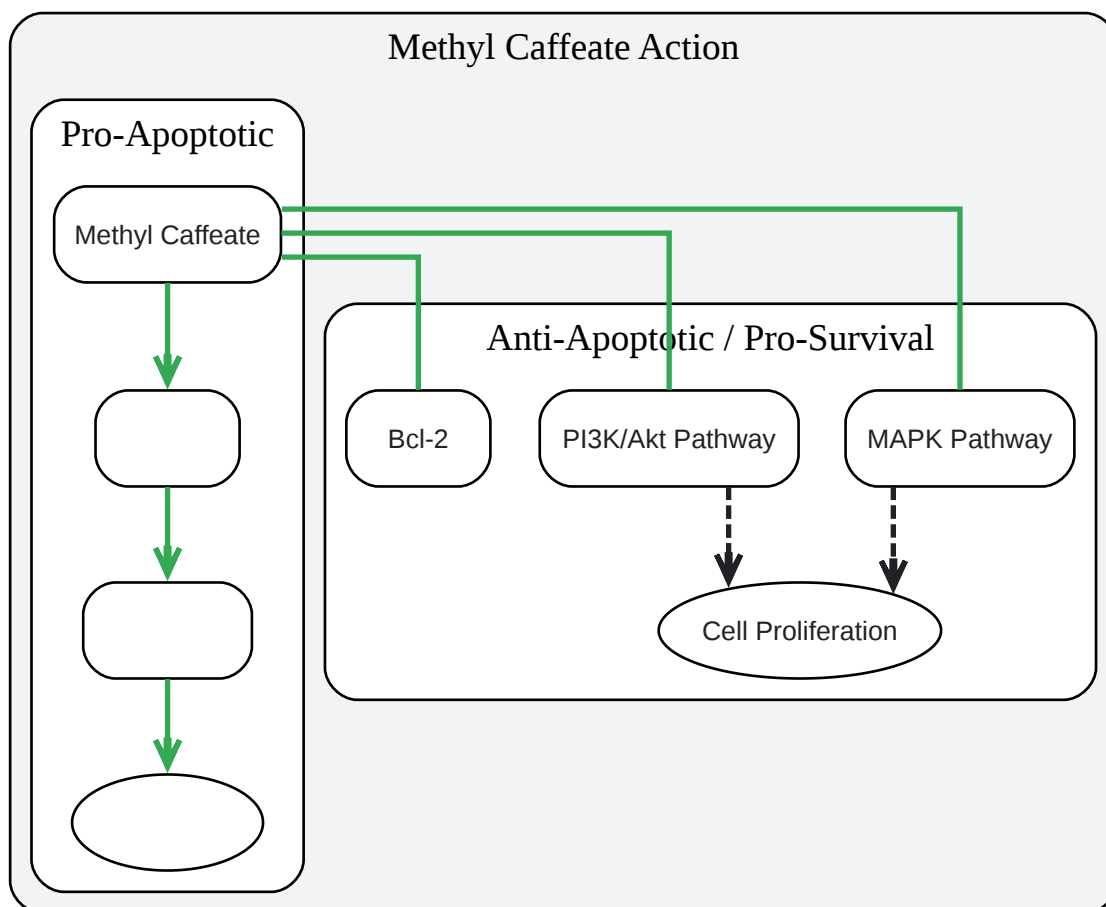 Methyl Caffeate Action
Pro-Apoptotic
Methyl Caffeate
Anti-Apoptotic / Pro-Survival
Bcl-2
PI3K/Akt Pathway
MAPK Pathway
Cell Proliferation